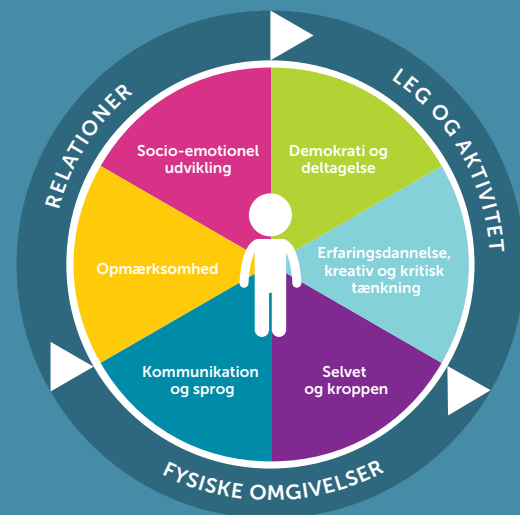 RELATIONER
LEG OG AKTIVITET
Socio-emotionel
udvikling
Demokrati og
deltagelse
Opmærksomhed
Erfaringsdannelse,
kreativ og kritisk
tænkning
Kommunikation
og sprog
Selvet
og kroppen
FYSISKE OMGIVELSER